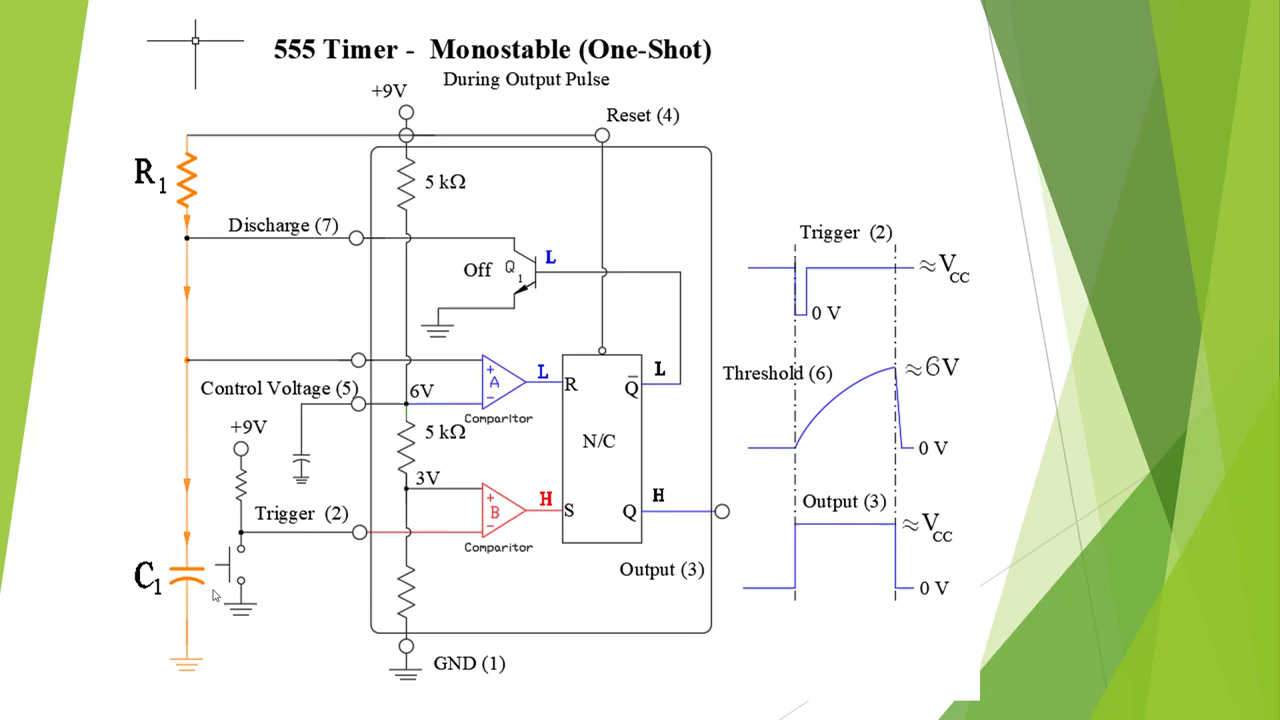 555 Timer - Monostable (One-Shot)
During Output Pulse
+9V
Reset (4)
R1
5 kΩ
Discharge (7)
Trigger (2)
L
Off Q1
≈VCC
0 V
A
+
−
L
R
L
Q̅
Threshold (6)
≈6V
Control Voltage (5)
6V
Comparitor
+9V
5 kΩ
N/C
0 V
3V
H
H
Output (3)
Trigger (2)
+
B
−
S
Q
≈VCC
Comparitor
C1
Output (3)
0 V
GND (1)